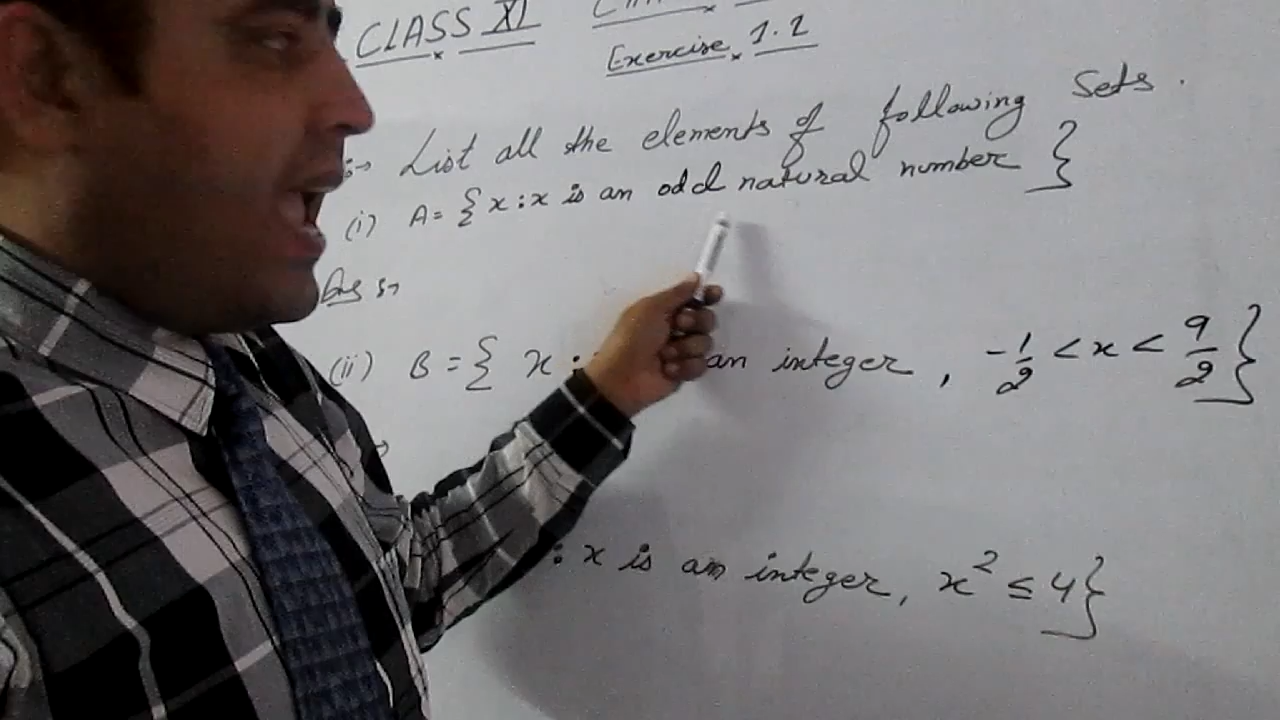 CLASS XI
Exercise 1.2
List all the elements of following Sets.
(i) A = { x : x is an odd natural number }
Ans :→
(ii) B = { x : an integer, -1/2 < x < 9/2 }
: x is an integer, x² ≤ 4}